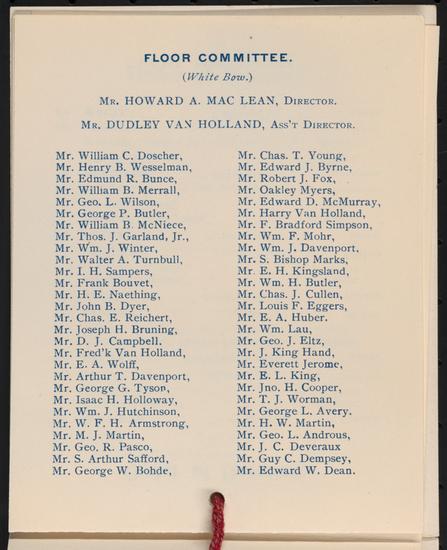 FLOOR COMMITTEE.
(White Bow.)
MR. HOWARD A. MAC LEAN, DIRECTOR.
MR. DUDLEY VAN HOLLAND, ASS'T DIRECTOR.
Mr. William C. Doscher,
Mr. Henry B. Wesselman,
Mr. Edmund R. Bunce,
Mr. William B. Merrall,
Mr. Geo. L. Wilson,
Mr. George P. Butler,
Mr. William B. McNiece,
Mr. Thos. J. Garland, Jr.,
Mr. Wm. J. Winter,
Mr. Walter A. Turnbull,
Mr. I. H. Sampers,
Mr. Frank Bouvet,
Mr. H. E. Naething,
Mr. John B. Dyer,
Mr. Chas. E. Reichert,
Mr. Joseph H. Bruning,
Mr. D. J. Campbell.
Mr. Fred'k Van Holland,
Mr. E. A. Wolff,
Mr. Arthur T. Davenport,
Mr. George G. Tyson,
Mr. Isaac H. Holloway,
Mr. Wm. J. Hutchinson,
Mr. W. F. H. Armstrong,
Mr. M. J. Martin,
Mr. Geo. R. Pasco,
Mr. S. Arthur Safford,
Mr. George W. Bohde,
Mr. Chas. T. Young,
Mr. Edward J. Byrne,
Mr. Robert J. Fox,
Mr. Oakley Myers,
Mr. Edward D. McMurray,
Mr. Harry Van Holland,
Mr. F. Bradford Simpson,
Mr. Wm. F. Mohr,
Mr. Wm. J. Davenport,
Mr. S. Bishop Marks,
Mr. E. H. Kingsland,
Mr. Wm. H. Butler,
Mr. Chas. J. Cullen,
Mr. Louis F. Eggers,
Mr. E. A. Huber.
Mr. Wm. Lau,
Mr. Geo. J. Eltz,
Mr. J. King Hand,
Mr. Everett Jerome,
Mr. E. L. King,
Mr. Jno. H. Cooper,
Mr. T. J. Worman,
Mr. George L. Avery.
Mr. H. W. Martin,
Mr. Geo. L. Androus,
Mr. J. C. Deveraux
Mr. Guy C. Dempsey,
Mr. Edward W. Dean.